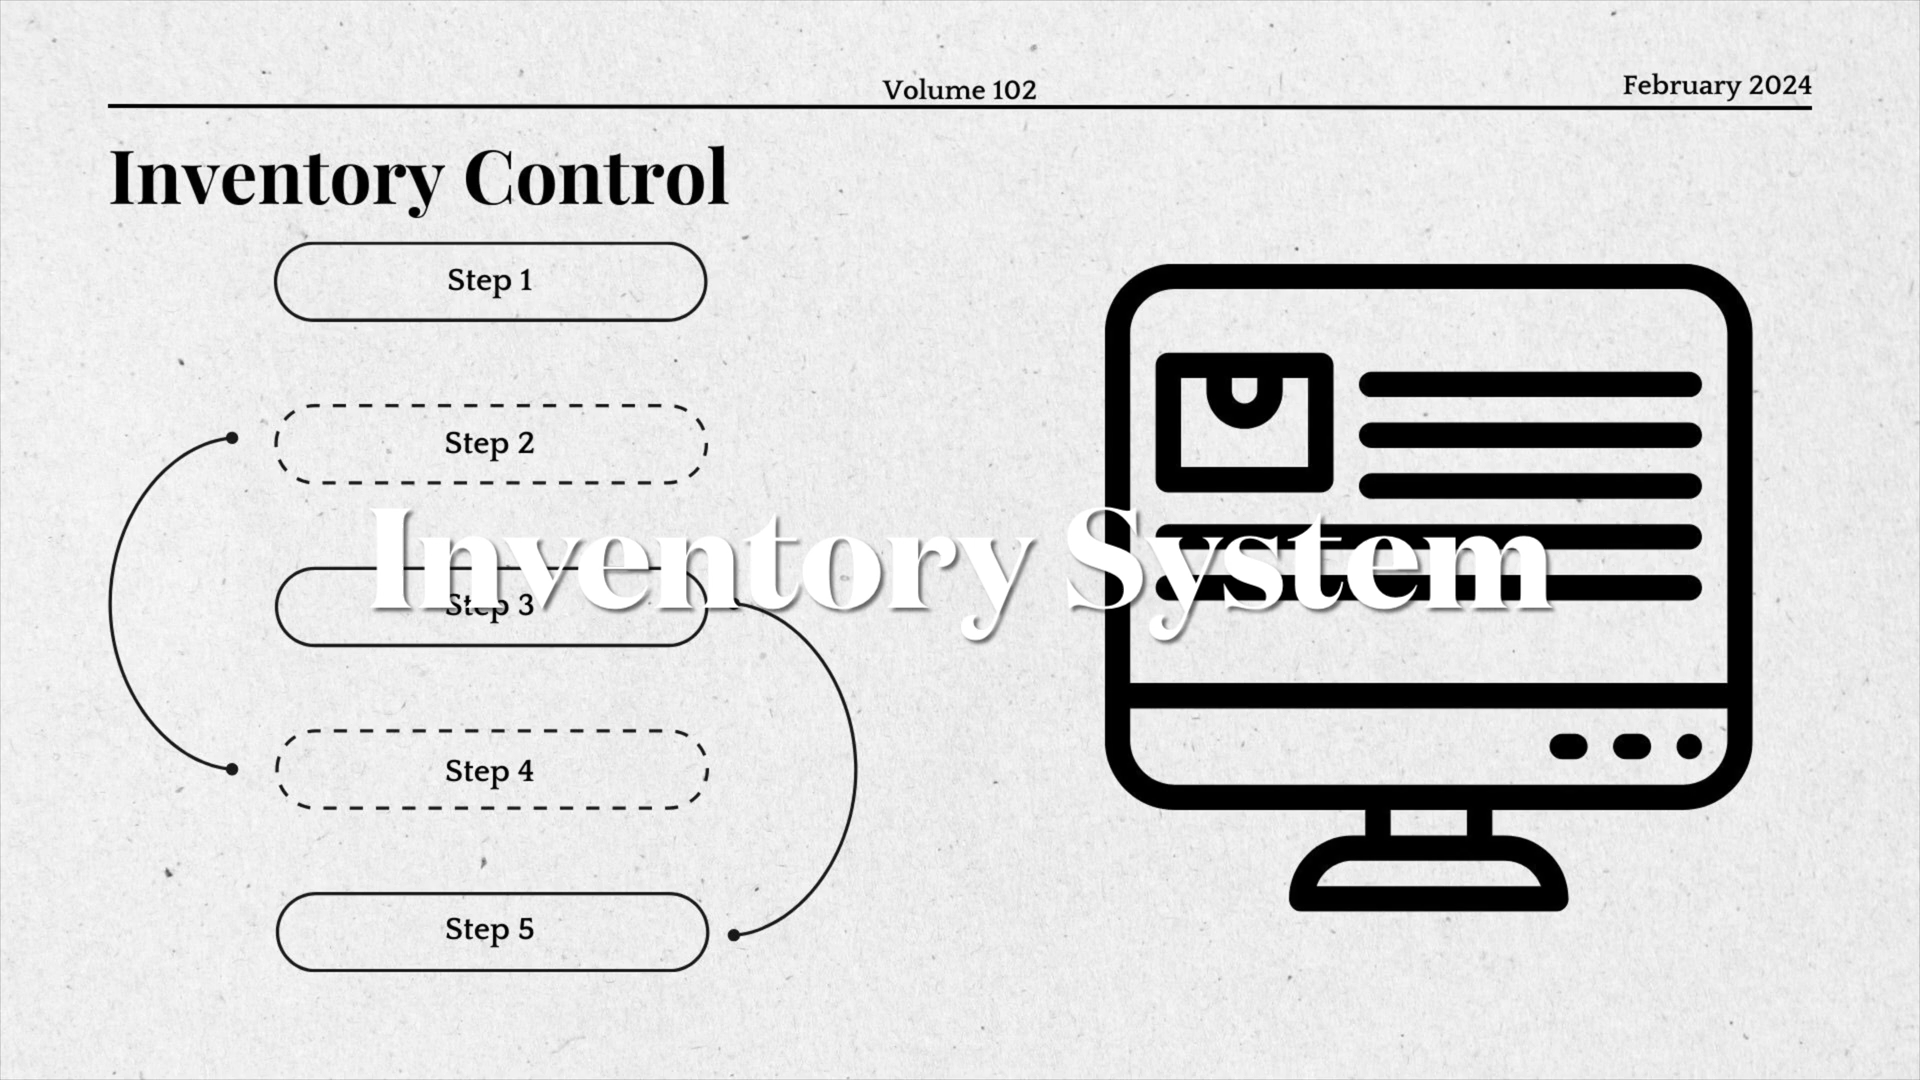 Volume 102
February 2024
Inventory Control
Step 1
Step 2
Inventory System
Step 3
Step 4
Step 5